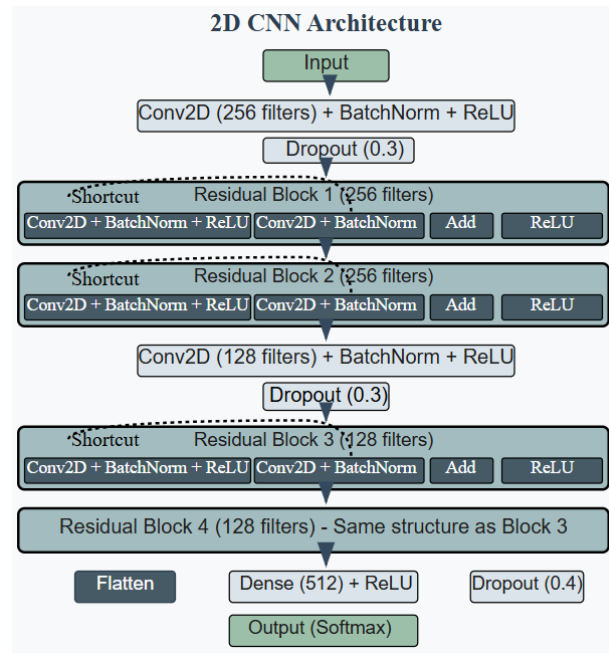 2D CNN Architecture
Input
Conv2D (256 filters) + BatchNorm + ReLU
Dropout (0.3)
Shortcut Residual Block 1 (256 filters)
Conv2D + BatchNorm + ReLU Conv2D + BatchNorm Add ReLU
Shortcut Residual Block 2 (256 filters)
Conv2D + BatchNorm + ReLU Conv2D + BatchNorm Add ReLU
Conv2D (128 filters) + BatchNorm + ReLU
Dropout (0.3)
Shortcut Residual Block 3 (128 filters)
Conv2D + BatchNorm + ReLU Conv2D + BatchNorm Add ReLU
Residual Block 4 (128 filters) - Same structure as Block 3
Flatten Dense (512) + ReLU Dropout (0.4)
Output (Softmax)